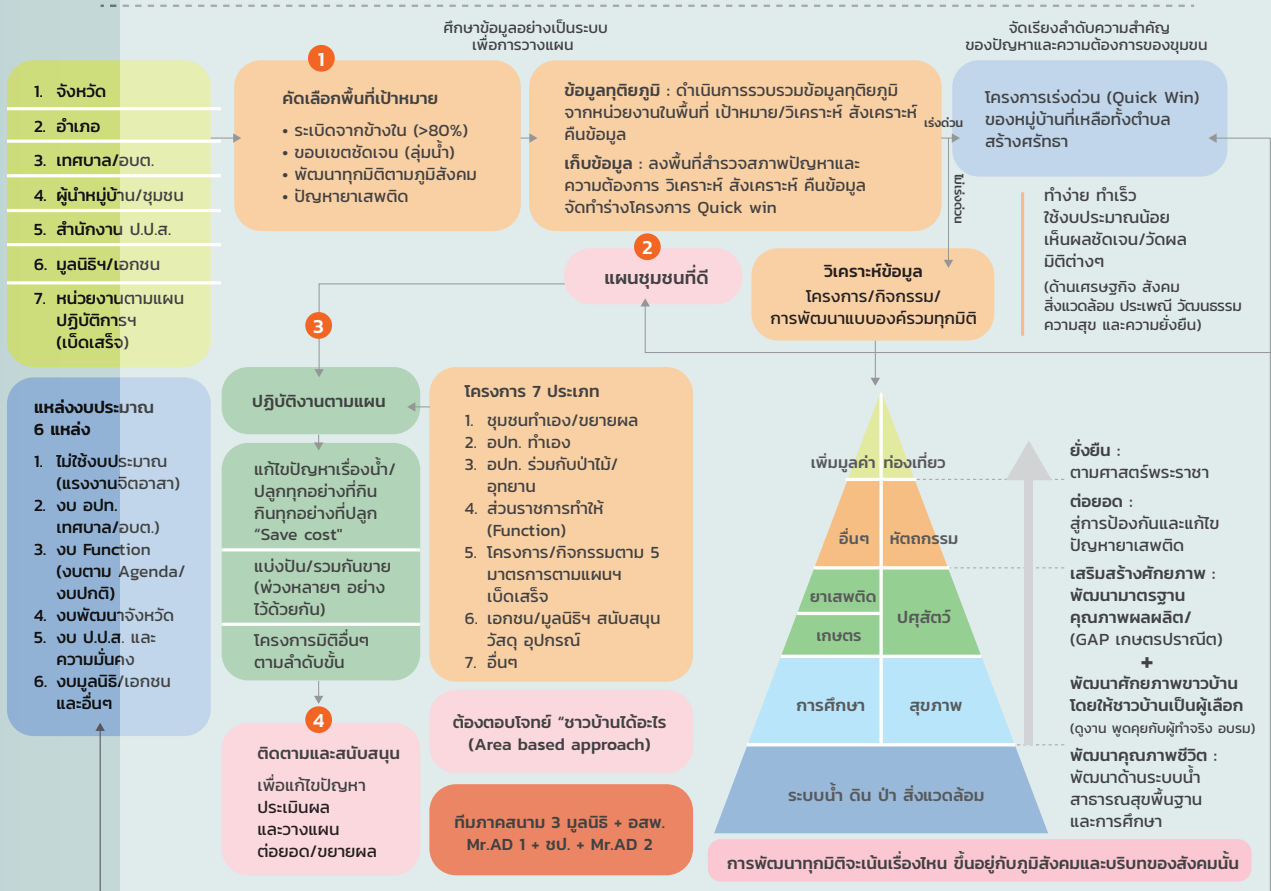 ศึกษาข้อมูลอย่างเป็นระบบ
เพื่อการวางแผน
จัดเรียงลำดับความสำคัญ
ของปัญหาและความต้องการของชุมชน
1. จังหวัด
2. อำเภอ
3. เทศบาล/อบต.
4. ผู้นำหมู่บ้าน/ชุมชน
5. สำนักงาน ป.ป.ส.
6. มูลนิธิฯ/เอกชน
7. หน่วยงานตามแผน
ปฏิบัติการฯ
(เบ็ดเสร็จ)
1
คัดเลือกพื้นที่เป้าหมาย
• ระเบิดจากข้างใน (>80%)
• ขอบเขตชัดเจน (ลุ่มน้ำ)
• พัฒนาทุกมิติตามภูมิสังคม
• ปัญหายาเสพติด
ข้อมูลทุติยภูมิ : ดำเนินการรวบรวมข้อมูลทุติยภูมิ
จากหน่วยงานในพื้นที่ เป้าหมาย/วิเคราะห์ สังเคราะห์
คืนข้อมูล
เก็บข้อมูล : ลงพื้นที่สำรวจสภาพปัญหาและ
ความต้องการ วิเคราะห์ สังเคราะห์ คืนข้อมูล
จัดทำร่างโครงการ Quick win
เร่งด่วน
ไม่เร่งด่วน
โครงการเร่งด่วน (Quick Win)
ของหมู่บ้านที่เหลือทั้งตำบล
สร้างศรัทธา
ทำง่าย ทำเร็ว
ใช้งบประมาณน้อย
เห็นผลชัดเจน/วัดผล
มิติต่างๆ
(ด้านเศรษฐกิจ สังคม
สิ่งแวดล้อม ประเพณี วัฒนธรรม
ความสุข และความยั่งยืน)
2
แผนชุมชนที่ดี
วิเคราะห์ข้อมูล
โครงการ/กิจกรรม/
การพัฒนาแบบองค์รวมทุกมิติ
3
แหล่งงบประมาณ
6 แหล่ง
1. ไม่ใช้งบประมาณ
(แรงงานจิตอาสา)
2. งบ อปท.
เทศบาล/อบต.)
3. งบ Function
(งบตาม Agenda/
งบปกติ)
4. งบพัฒนาจังหวัด
5. งบ ป.ป.ส. และ
ความมั่นคง
6. งบมูลนิธิ/เอกชน
และอื่นๆ
ปฏิบัติงานตามแผน
แก้ไขปัญหาเรื่องน้ำ/
ปลูกทุกอย่างที่กิน
กินทุกอย่างที่ปลูก
“Save cost"
แบ่งปัน/รวมกันขาย
(พ่วงหลายๆ อย่าง
ไว้ด้วยกัน)
โครงการมิติอื่นๆ
ตามลำดับขั้น
4
ติดตามและสนับสนุน
เพื่อแก้ไขปัญหา
ประเมินผล
และวางแผน
ต่อยอด/ขยายผล
โครงการ 7 ประเภท
1. ชุมชนทำเอง/ขยายผล
2. อปท. ทำเอง
3. อปท. ร่วมกับป่าไม้/
อุทยาน
4. ส่วนราชการทำให้
(Function)
5. โครงการ/กิจกรรมตาม 5
มาตรการตามแผนฯ
เบ็ดเสร็จ
6. เอกชน/มูลนิธิฯ สนับสนุน
วัสดุ อุปกรณ์
7. อื่นๆ
ต้องตอบโจทย์ “ชาวบ้านได้อะไร
(Area based approach)
ทีมภาคสนาม 3 มูลนิธิ + อสพ.
Mr.AD 1 + ชป. + Mr.AD 2
เพิ่มมูลค่า ท่องเที่ยว
อื่นๆ หัตถกรรม
ยาเสพติด
ปศุสัตว์
เกษตร
การศึกษา สุขภาพ
ระบบน้ำ ดิน ป่า สิ่งแวดล้อม
ยั่งยืน :
ตามศาสตร์พระราชา
ต่อยอด :
สู่การป้องกันและแก้ไข
ปัญหายาเสพติด
เสริมสร้างศักยภาพ :
พัฒนามาตรฐาน
คุณภาพผลผลิต/
(GAP เกษตรปราณีต)
+
พัฒนาศักยภาพขาวบ้าน
โดยให้ชาวบ้านเป็นผู้เลือก
(ดูงาน พูดคุยกับผู้ทำจริง อบรม)
พัฒนาคุณภาพชีวิต :
พัฒนาด้านระบบน้ำ
สาธารณสุขพื้นฐาน
และการศึกษา
การพัฒนาทุกมิติจะเน้นเรื่องไหน ขึ้นอยู่กับภูมิสังคมและบริบทของสังคมนั้น